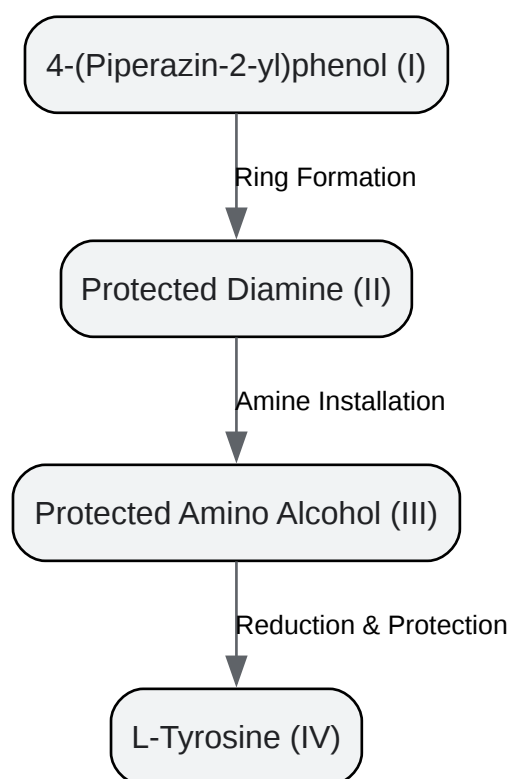 4-(Piperazin-2-yl)phenol (I)
Ring Formation
Protected Diamine (II)
Amine Installation
Protected Amino Alcohol (III)
Reduction & Protection
L-Tyrosine (IV)